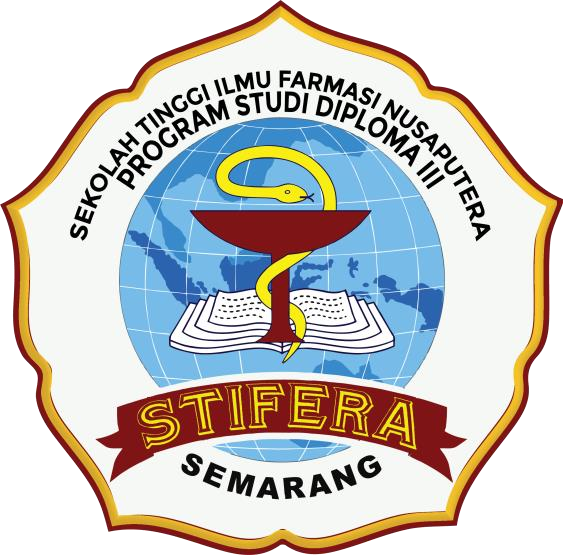 SEKOLAH TINGGI ILMU FARMASI NUSAPUTERA
PROGRAM STUDI DIPLOMA III
STIFERA
SEMARANG